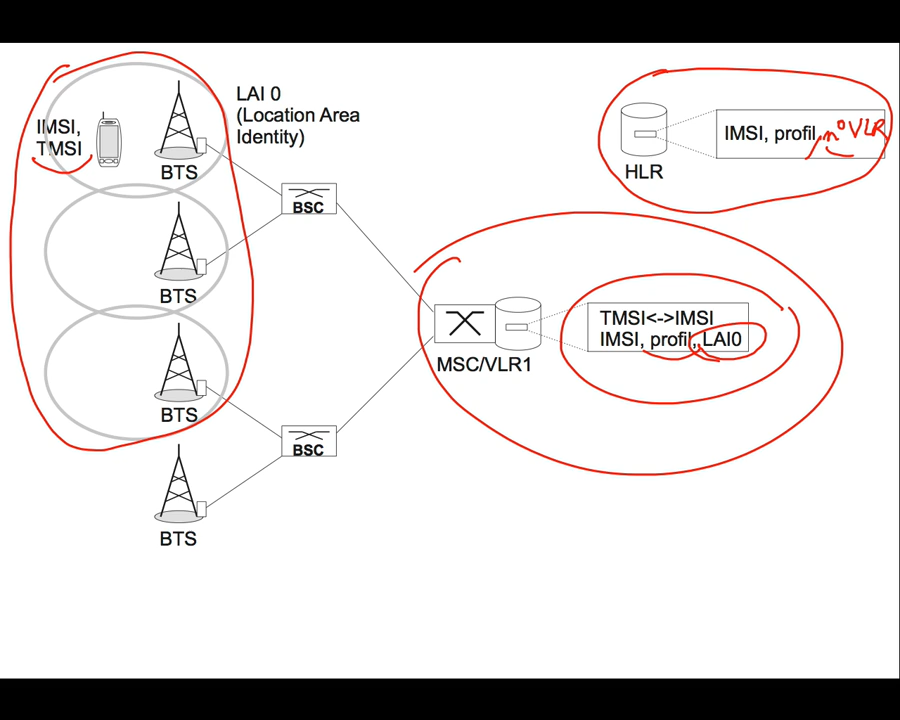 LAI 0
(Location Area
Identity)
IMSI,
TMSI
BTS
BSC
BTS
BTS
BSC
BTS
IMSI, profil, n° VLR
HLR
TMSI<->IMSI
IMSI, profil, LAI0
MSC/VLR1